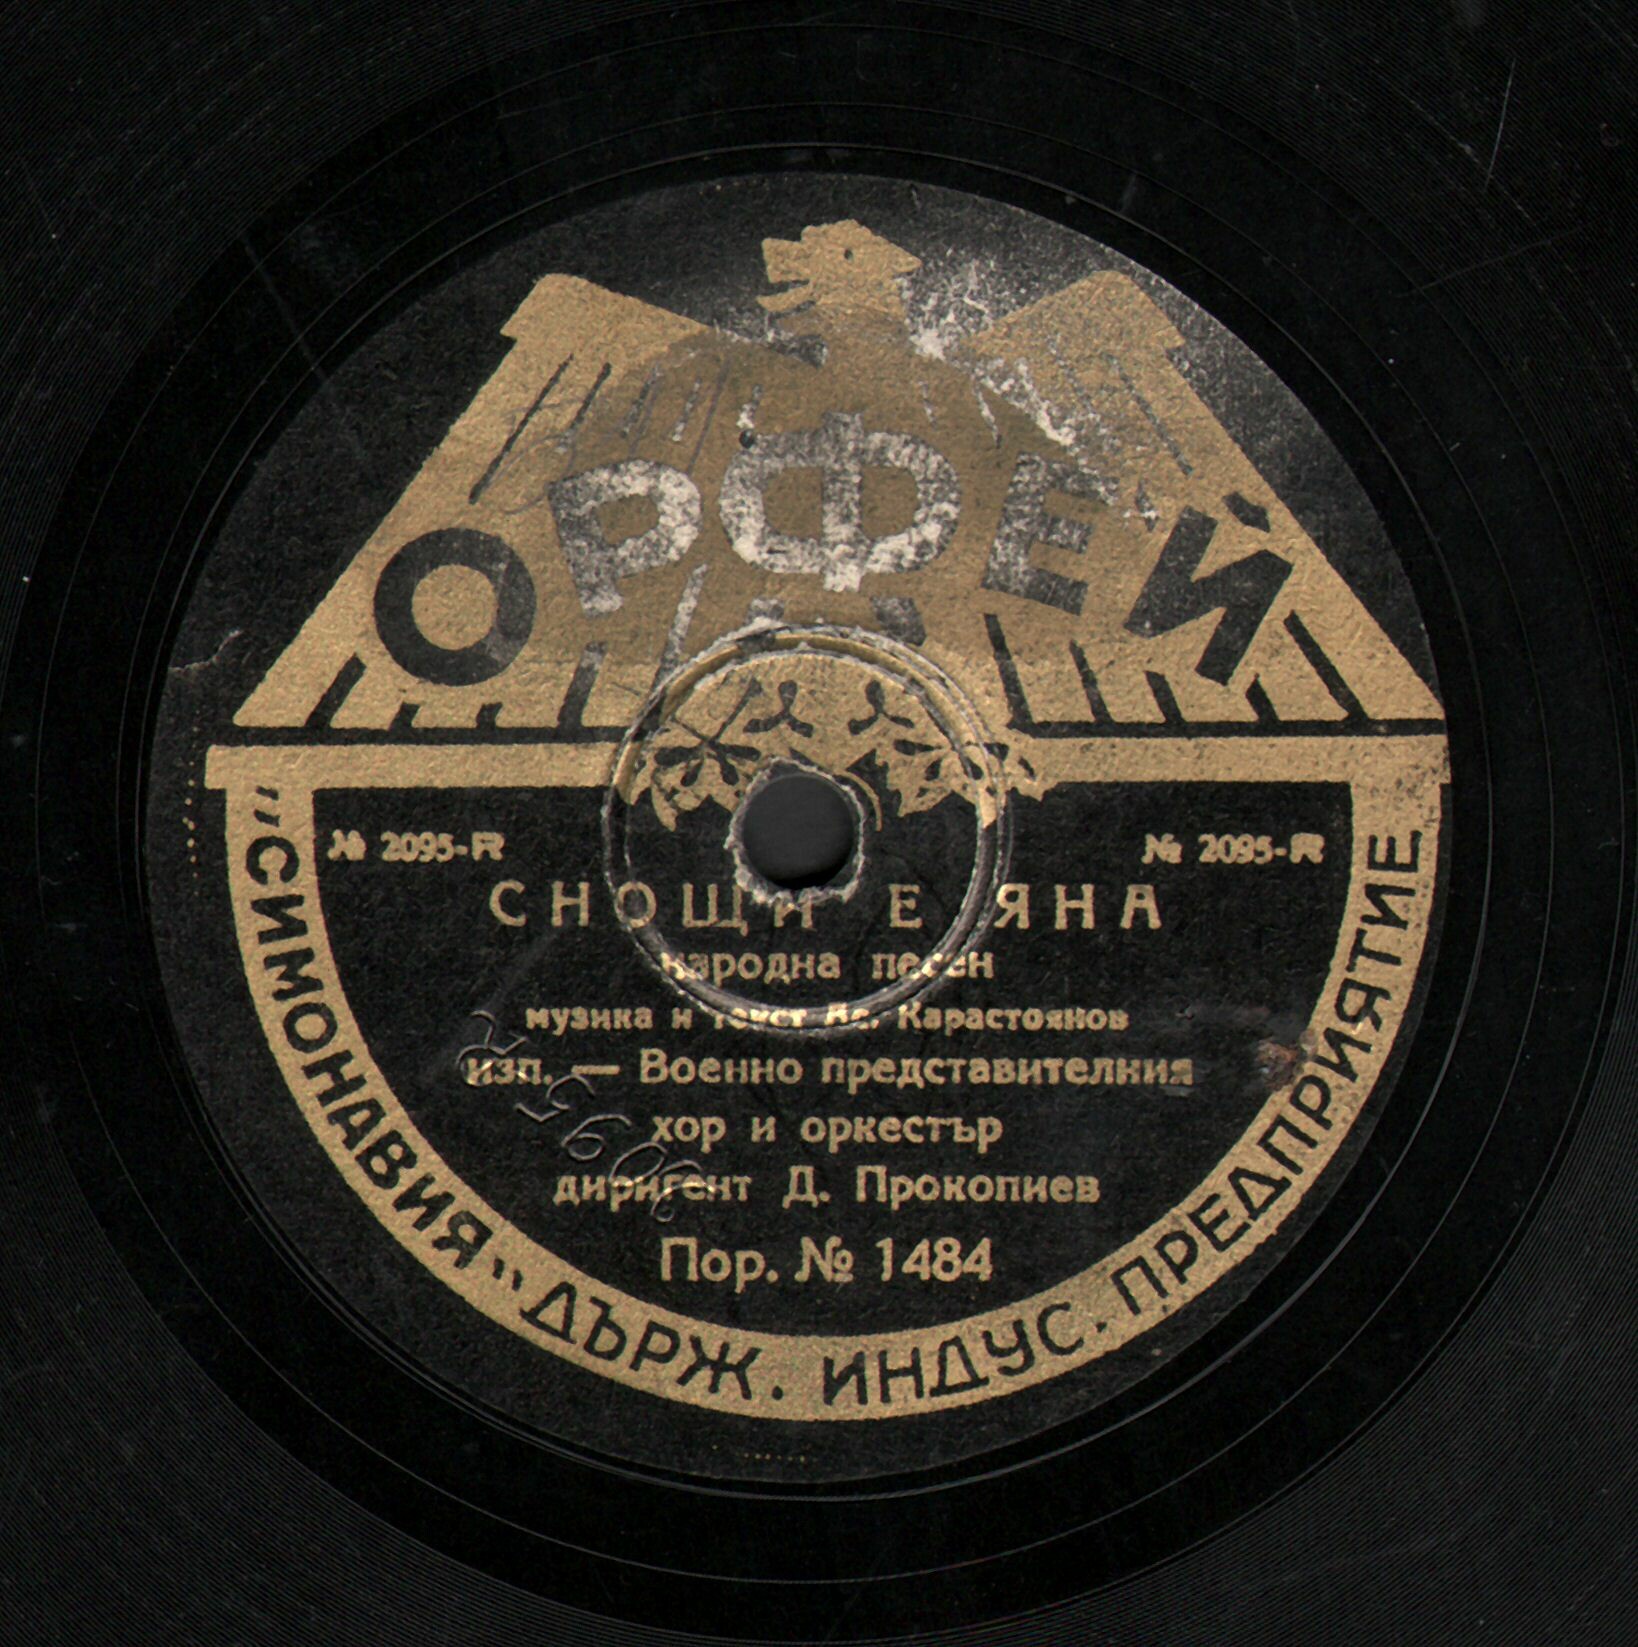 ОРФЕЙ
№ 2095-R
№ 2095-R
СНОЩИ Е ЯНА
народна песен
музика и текст Ал. Карастоянов
изп. — Военно представителния
хор и оркестър
диригент Д. Прокопиев
Пор. № 1484
"СИМОНАВИЯ" ДЪРЖ. ИНДУС. ПРЕДПРИЯТИЕ
2095R